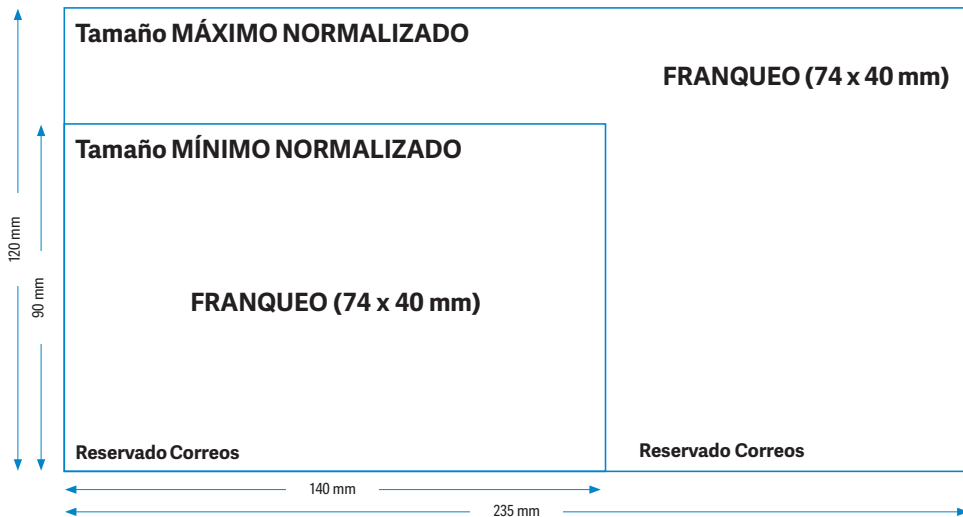 Tamaño MÁXIMO NORMALIZADO
FRANQUEO (74 x 40 mm)
Tamaño MÍNIMO NORMALIZADO
120 mm
90 mm
FRANQUEO (74 x 40 mm)
Reservado Correos
Reservado Correos
140 mm
235 mm